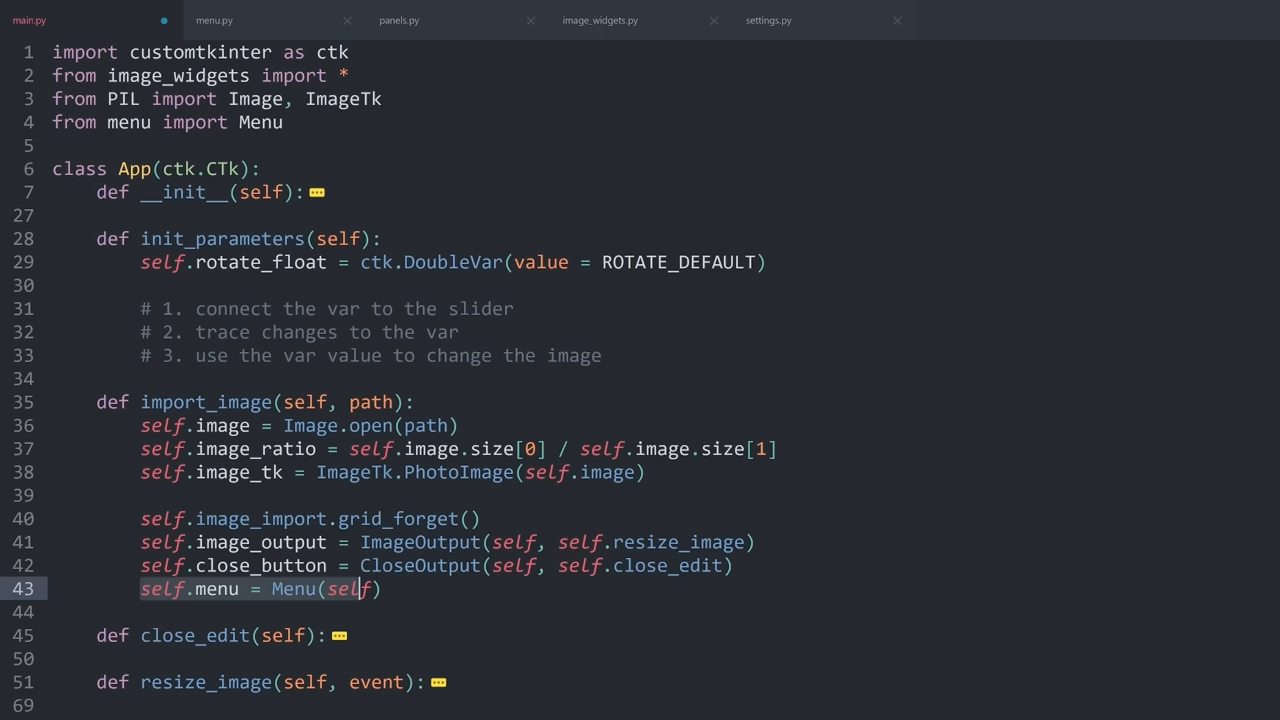 main.py menu.py panels.py image_widgets.py settings.py
1 import customtkinter as ctk
2 from image_widgets import *
3 from PIL import Image, ImageTk
4 from menu import Menu
5
6 class App(ctk.CTk):
7     def __init__(self):
27
28     def init_parameters(self):
29         self.rotate_float = ctk.DoubleVar(value = ROTATE_DEFAULT)
30
31         # 1. connect the var to the slider
32         # 2. trace changes to the var
33         # 3. use the var value to change the image
34
35     def import_image(self, path):
36         self.image = Image.open(path)
37         self.image_ratio = self.image.size[0] / self.image.size[1]
38         self.image_tk = ImageTk.PhotoImage(self.image)
39
40         self.image_import.grid_forget()
41         self.image_output = ImageOutput(self, self.resize_image)
42         self.close_button = CloseOutput(self, self.close_edit)
43         self.menu = Menu(self)
44
45     def close_edit(self):
50
51     def resize_image(self, event):
69